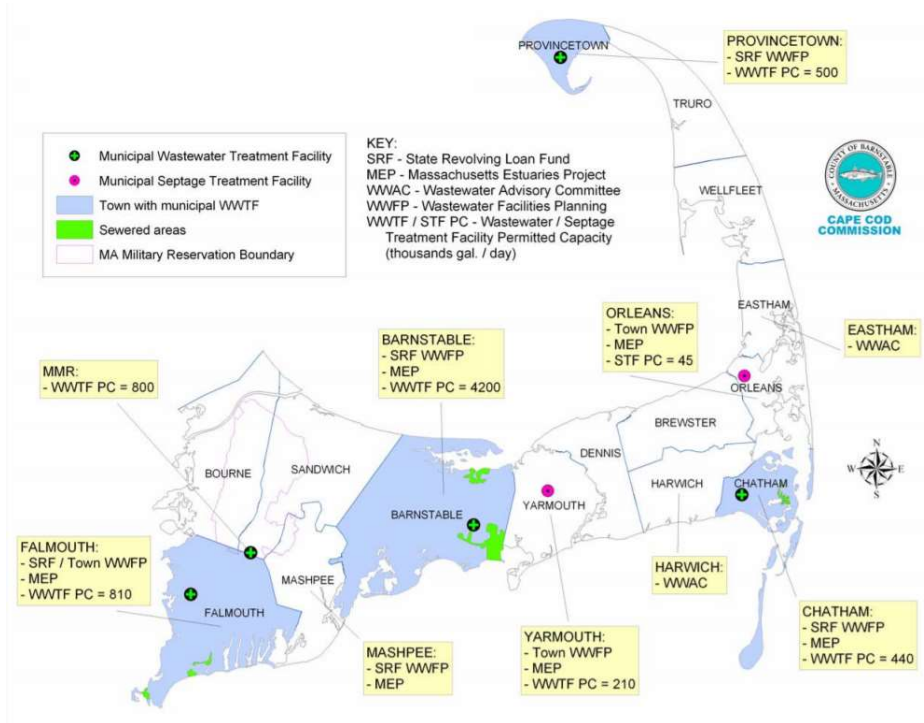 PROVINCETOWN
PROVINCETOWN:
- SRF WWFP
- WWTF PC = 500
TRURO
Municipal Wastewater Treatment Facility
Municipal Septage Treatment Facility
Town with municipal WWTF
Sewered areas
MA Military Reservation Boundary
KEY:
SRF - State Revolving Loan Fund
MEP - Massachusetts Estuaries Project
WWAC - Wastewater Advisory Committee
WWFP - Wastewater Facilities Planning
WWTF / STF PC - Wastewater / Septage
Treatment Facility Permitted Capacity
(thousands gal. / day)
WELLFLEET
COUNTY OF BARNSTABLE
MASSACHUSETTS
CAPE COD
COMMISSION
EASTHAM
EASTHAM:
- WWAC
ORLEANS:
- Town WWFP
- MEP
- STF PC = 45
BARNSTABLE:
- SRF WWFP
- MEP
- WWTF PC = 4200
MMR:
- WWTF PC = 800
ORLEANS
BREWSTER
DENNIS
BOURNE
SANDWICH
HARWICH
CHATHAM
YARMOUTH
BARNSTABLE
N
W
E
S
FALMOUTH:
- SRF / Town WWFP
- MEP
- WWTF PC = 810
MASHPEE
FALMOUTH
HARWICH:
- WWAC
MASHPEE:
- SRF WWFP
- MEP
YARMOUTH:
- Town WWFP
- MEP
- WWTF PC = 210
CHATHAM:
- SRF WWFP
- MEP
- WWTF PC = 440